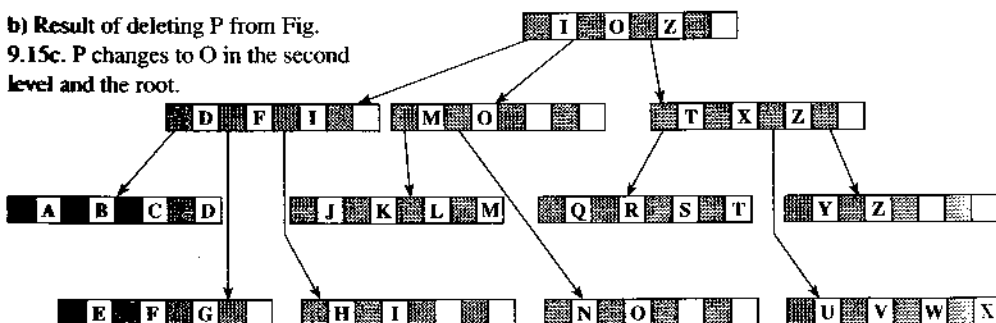 b) Result of deleting P from Fig.
9.15c. P changes to O in the second
level and the root.
I O Z
D F I
M O
T X Z
A B C D
J K L M
Q R S T
Y Z
E F G
H I
N O
U V W X